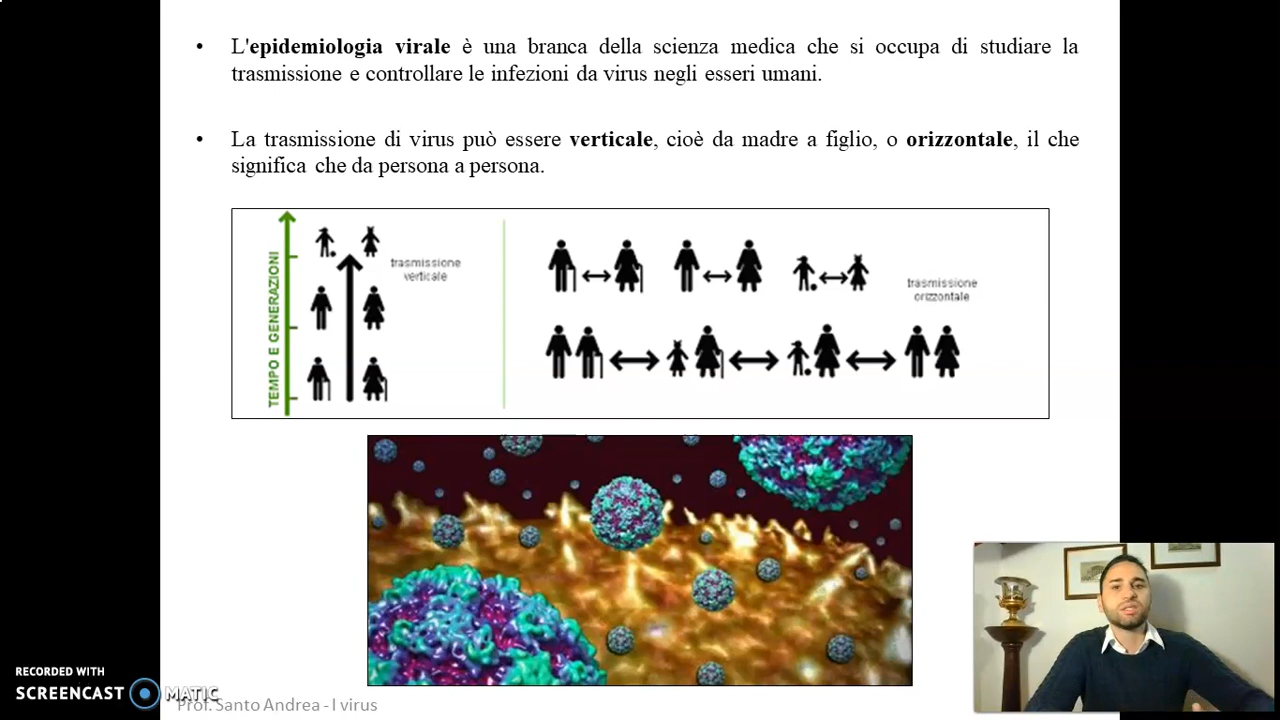 L'epidemiologia virale è una branca della scienza medica che si occupa di studiare la
trasmissione e controllare le infezioni da virus negli esseri umani.
La trasmissione di virus può essere verticale, cioè da madre a figlio, o orizzontale, il che
significa che da persona a persona.
TEMPO E GENERAZIONI
trasmissione
verticale
trasmissione
orizzontale
RECORDED WITH
SCREENCAST MATIC
Prof. Santo Andrea - I virus